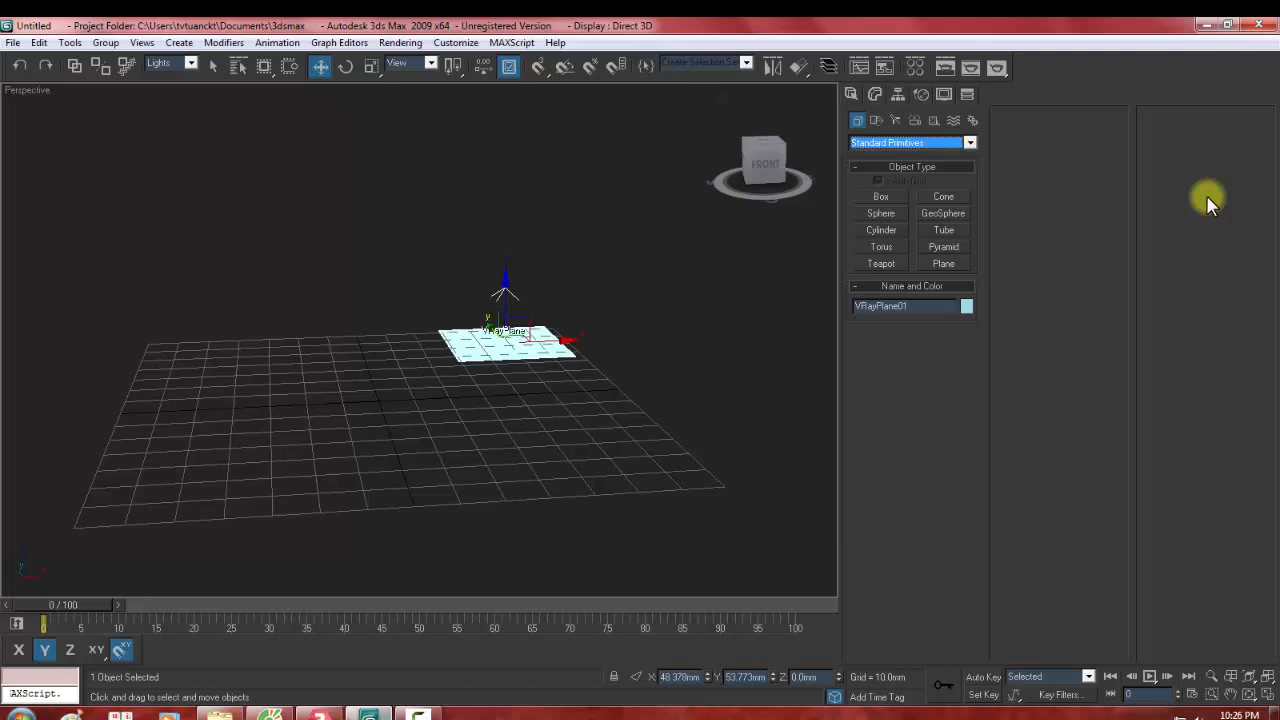 Untitled - Project Folder: C:\Users\tvtuanckt\Documents\3dsmax - Autodesk 3ds Max 2009 x64 - Unregistered Version - Display : Direct 3D
File Edit Tools Group Views Create Modifiers Animation Graph Editors Rendering Customize MAXScript Help
Lights View Create Selection Set
Perspective
FRONT
Standard Primitives
- Object Type
Box Cone
Sphere GeoSphere
Cylinder Tube
Torus Pyramid
Teapot Plane
- Name and Color
VRayPlane01
VRayPlane
0 / 100
0 5 10 15 20 25 30 35 40 45 50 55 60 65 70 75 80 85 90 95 100
X Y Z XY
1 Object Selected X: 48.378mm Y: 53.773mm Z: 0.0mm Grid = 10.0mm Auto Key Selected
AXScript. Click and drag to select and move objects Add Time Tag Set Key Key Filters... 0
10:26 PM